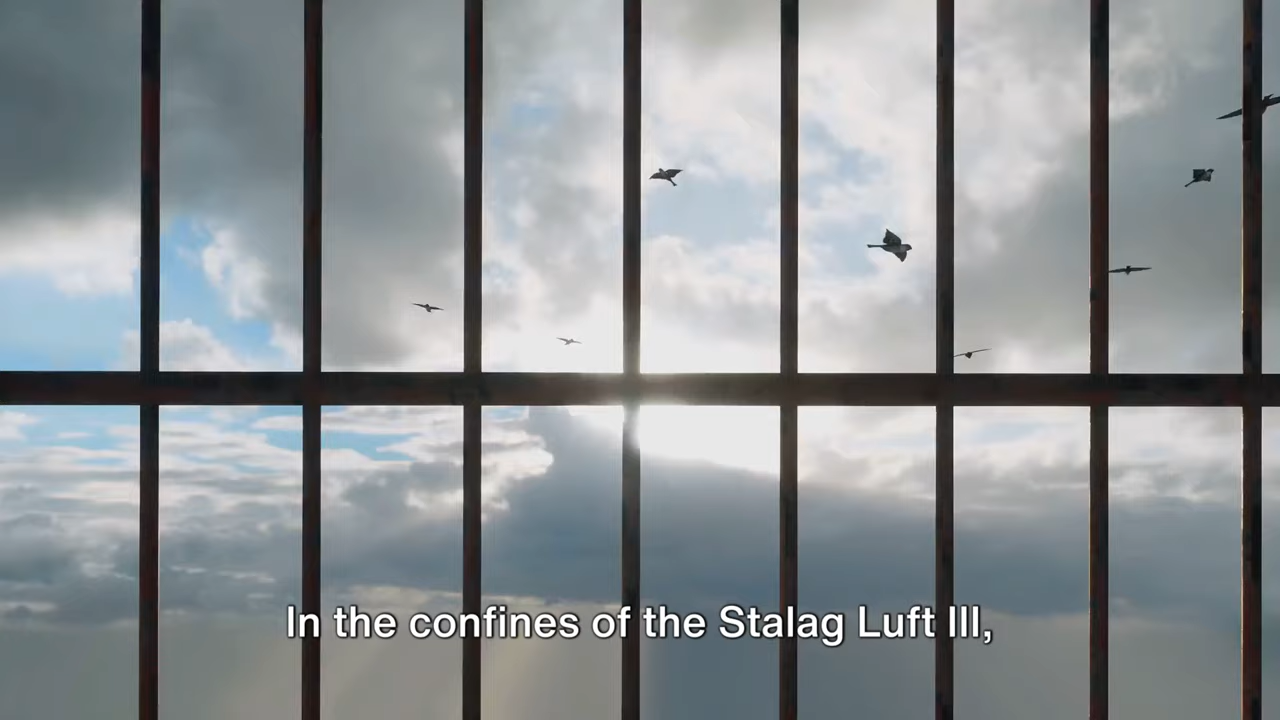 In the confines of the Stalag Luft III,